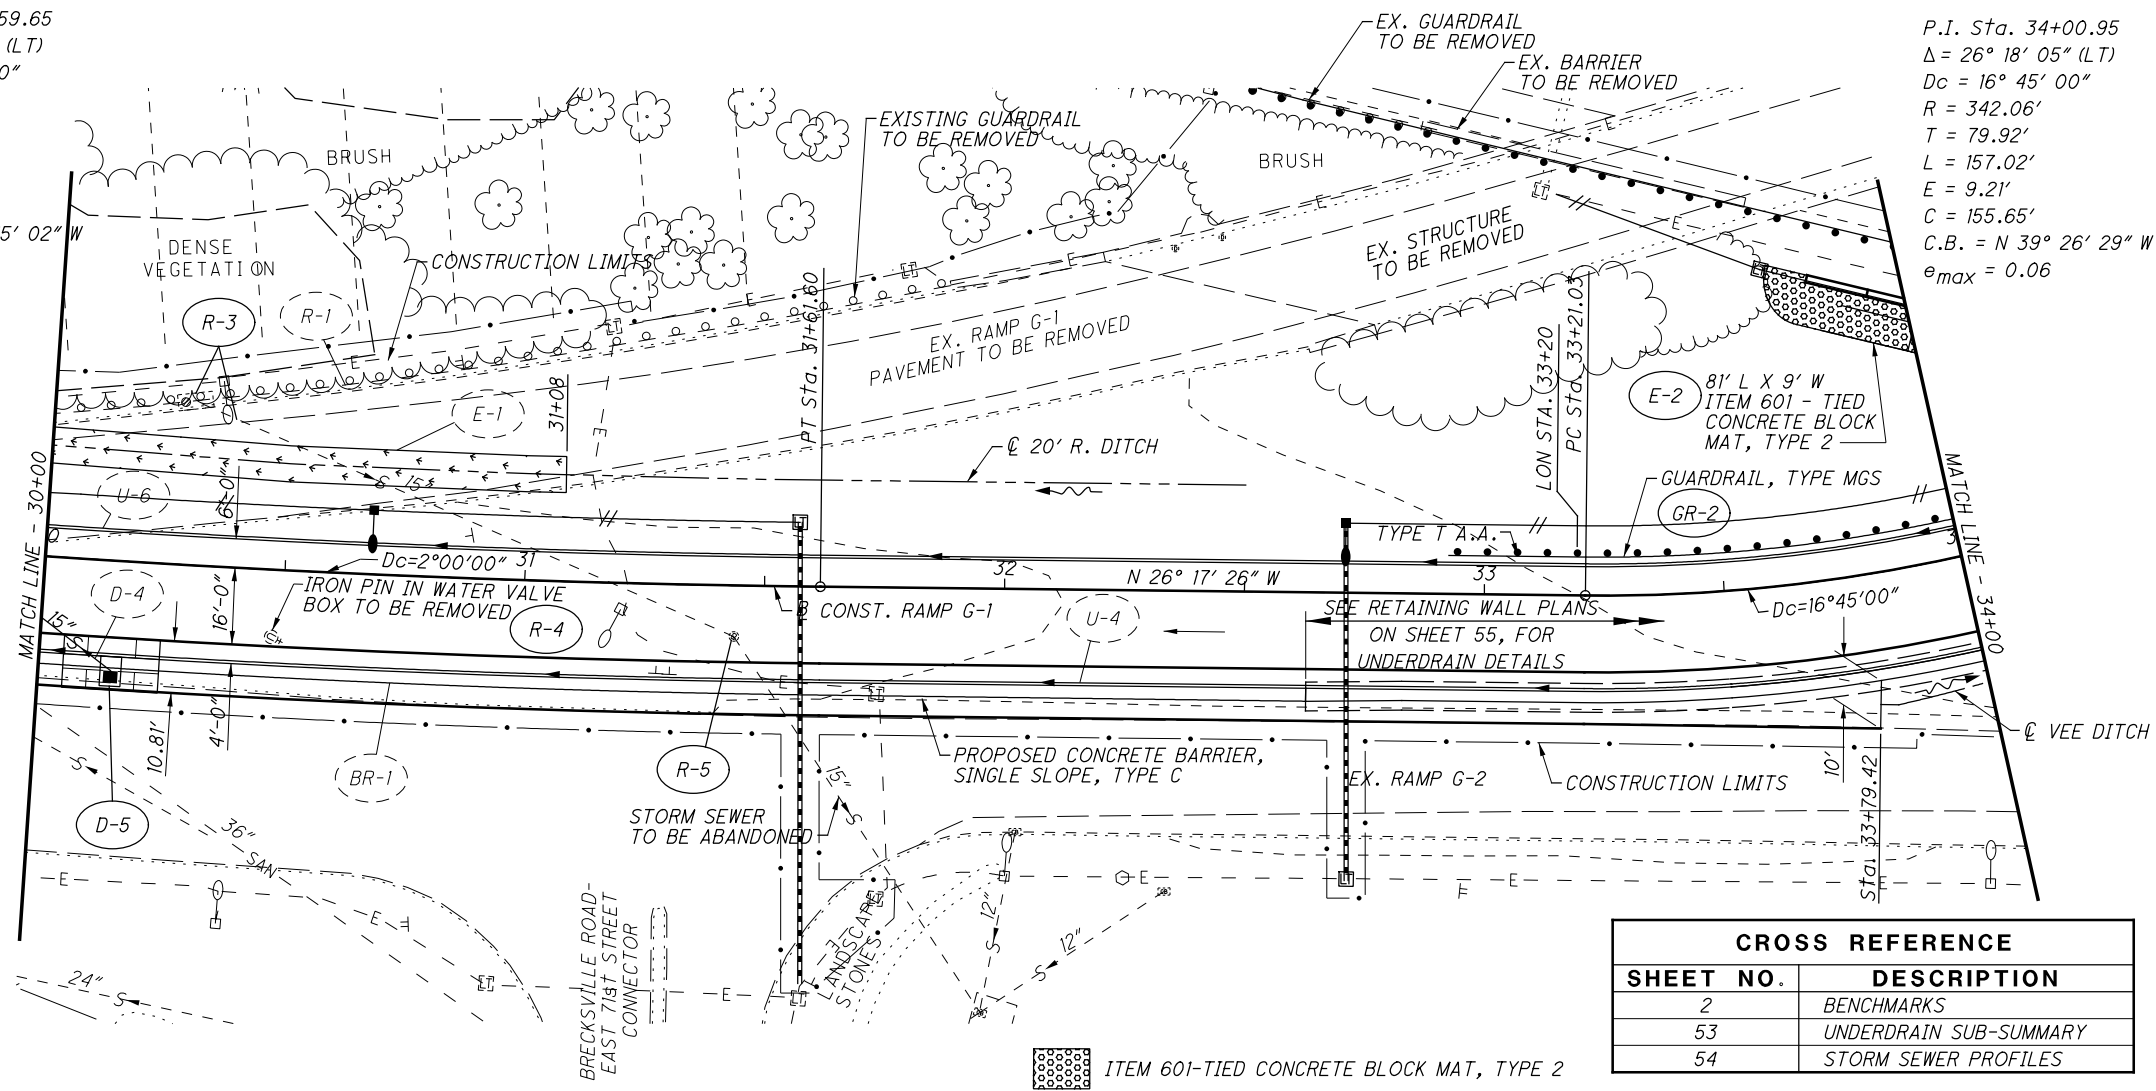 59.65
(LT)
0"
5' 02" W
EX. GUARDRAIL
TO BE REMOVED
EX. BARRIER
TO BE REMOVED
P.I. Sta. 34+00.95
Δ = 26° 18' 05" (LT)
Dc = 16° 45' 00"
R = 342.06'
T = 79.92'
L = 157.02'
E = 9.21'
C = 155.65'
C.B. = N 39° 26' 29" W
emax = 0.06
EXISTING GUARDRAIL
TO BE REMOVED
BRUSH
BRUSH
DENSE
VEGETATION
CONSTRUCTION LIMITS
EX. STRUCTURE
TO BE REMOVED
R-3
R-1
EX. RAMP G-1
PAVEMENT TO BE REMOVED
PT Sta. 31+61.60
LON STA. 33+20
PC Sta. 33+21.03
E-1
31+08
E-2
81' L X 9' W
ITEM 601 - TIED
CONCRETE BLOCK
MAT, TYPE 2
℄ 20' R. DITCH
MATCH LINE - 30+00
MATCH LINE - 34+00
U-6
6'-0"
15"
S
GUARDRAIL, TYPE MGS
GR-2
TYPE T A.A.
Dc=2°00'00"
31
32
33
N 26° 17' 26" W
IRON PIN IN WATER VALVE
BOX TO BE REMOVED
R-4
CONST. RAMP G-1
U-4
D-4
16'-0"
15"
S
SEE RETAINING WALL PLANS
ON SHEET 55, FOR
UNDERDRAIN DETAILS
Dc=16°45'00"
10.81'
4'-0"
BR-1
R-5
PROPOSED CONCRETE BARRIER,
SINGLE SLOPE, TYPE C
EX. RAMP G-2
CONSTRUCTION LIMITS
10'
℄ VEE DITCH
Sta. 33+79.42
D-5
36"
SAN
STORM SEWER
TO BE ABANDONED
15"
S
BRECKSVILLE ROAD-
EAST 71st STREET
CONNECTOR
LANDSCAPE
STONES
12"
S
12"
S
24"
S
E
E
E
E
E
E
CROSS REFERENCE
SHEET NO. DESCRIPTION
2 BENCHMARKS
53 UNDERDRAIN SUB-SUMMARY
54 STORM SEWER PROFILES
ITEM 601-TIED CONCRETE BLOCK MAT, TYPE 2